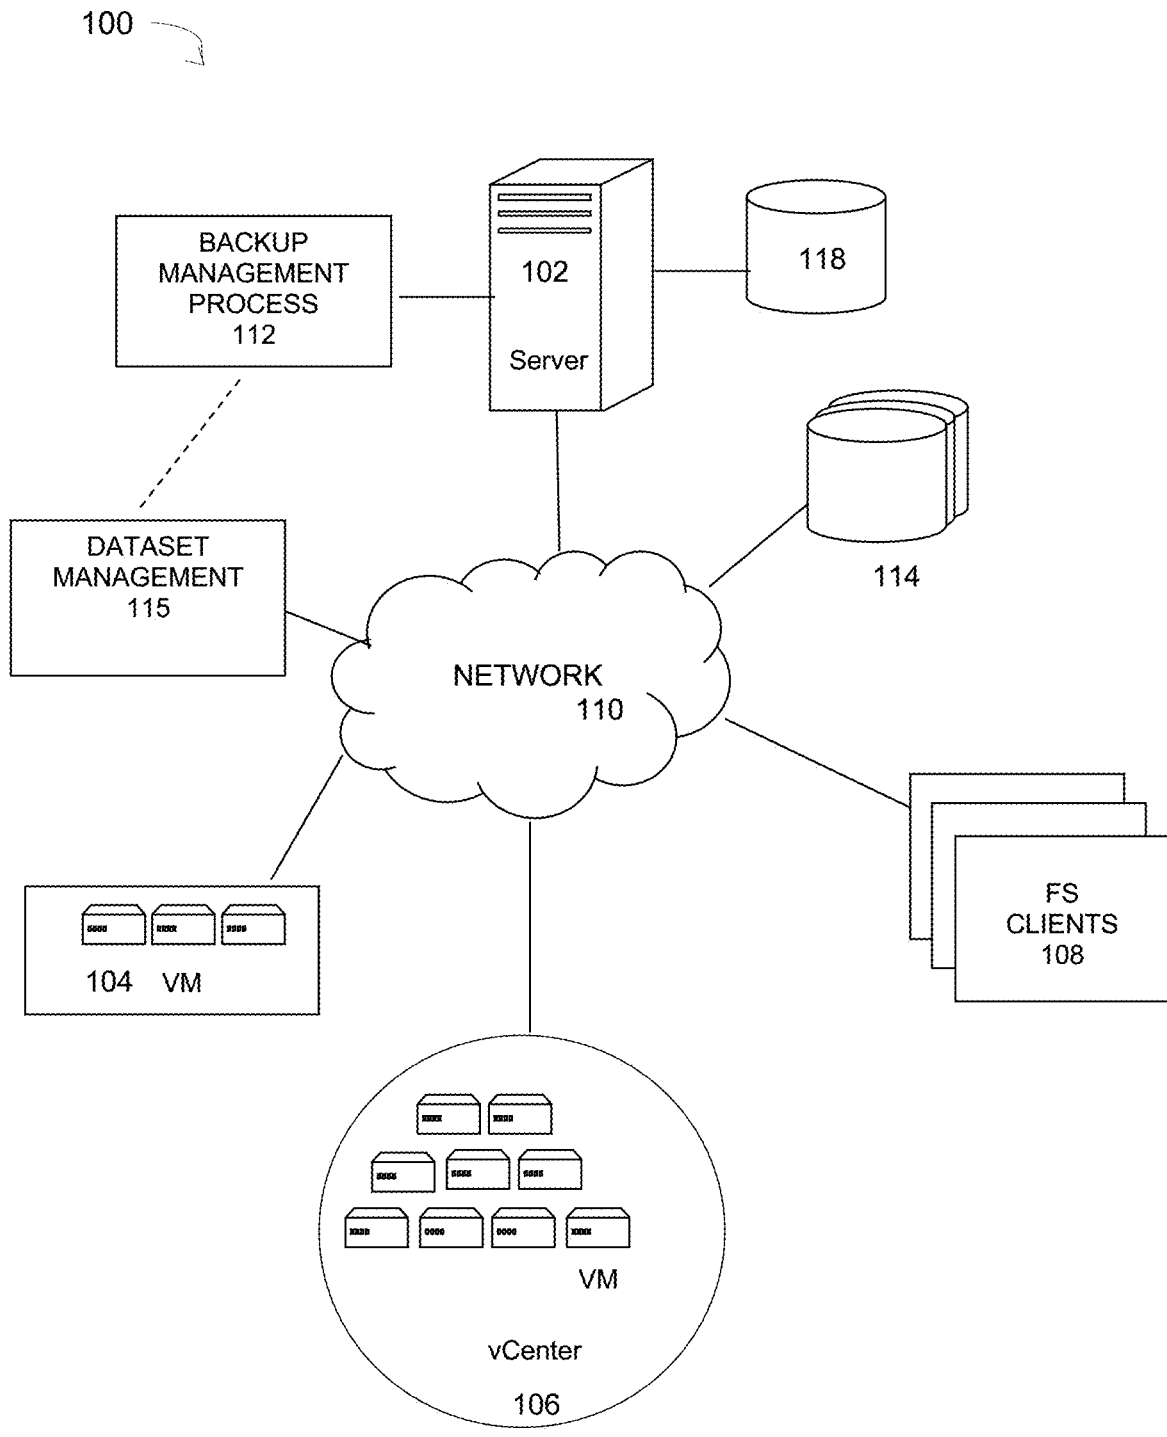 100
BACKUP
MANAGEMENT
PROCESS
112
102
Server
118
114
DATASET
MANAGEMENT
115
NETWORK
110
FS
CLIENTS
108
104 VM
VM
vCenter
106